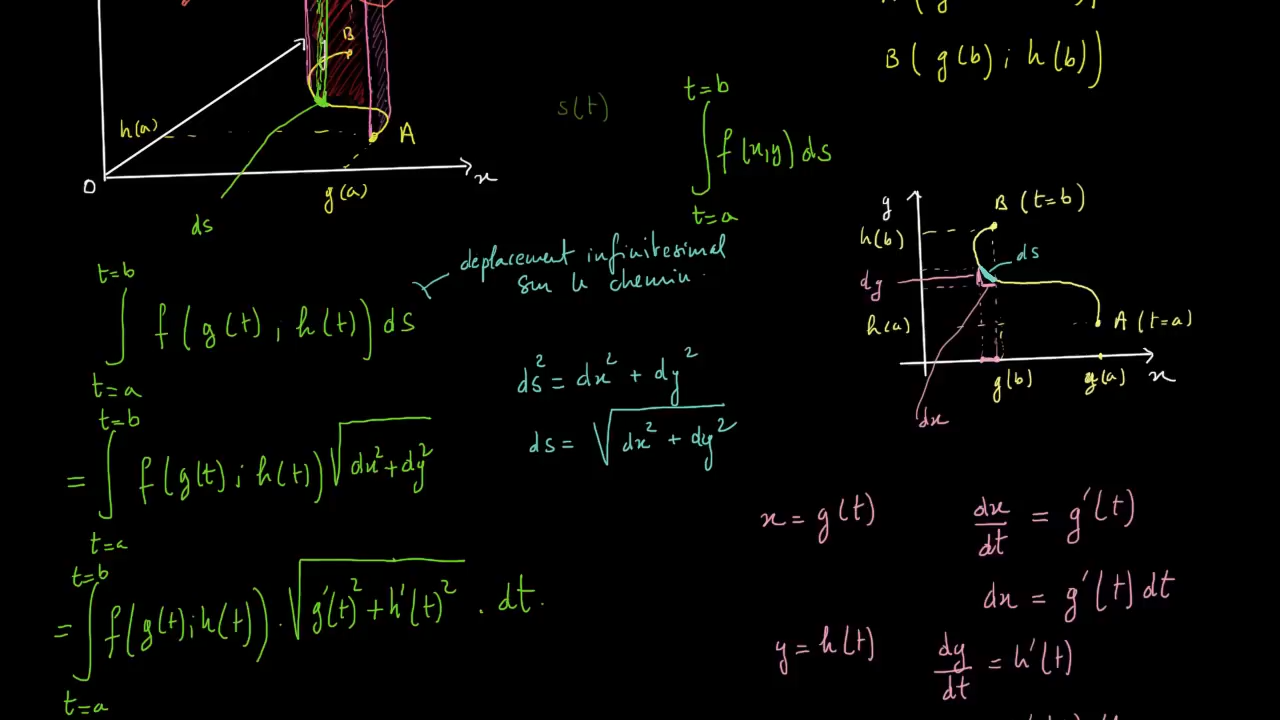 B ( g(b) ; h(b) )
B
h(a)
A
O
g(a)
x
ds
s(t)
t=b
∫ f(x,y) ds
t=a
y
B (t=b)
h(b)
ds
dy
h(a)
A (t=a)
g(b)
g(a)
x
dx
deplacement infinitesimal
sur le chemin.
t=b
∫ f( g(t) ; h(t) ) ds
t=a
ds² = dx² + dy²
ds = √(dx² + dy²)
t=b
= ∫ f(g(t) ; h(t)) √(dx² + dy²)
t=a
t=b
= ∫ f(g(t) ; h(t)) . √(g'(t)² + h'(t)²) . dt.
t=a
x = g(t)
dx/dt = g'(t)
dx = g'(t) dt
y = h(t)
dy/dt = h'(t)